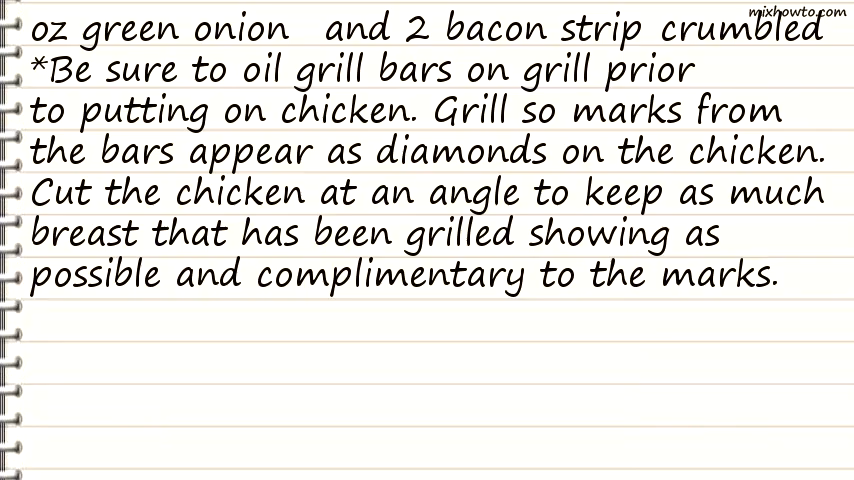 mixhowto.com
oz green onion and 2 bacon strip crumbled
*Be sure to oil grill bars on grill prior
to putting on chicken. Grill so marks from
the bars appear as diamonds on the chicken.
Cut the chicken at an angle to keep as much
breast that has been grilled showing as
possible and complimentary to the marks.